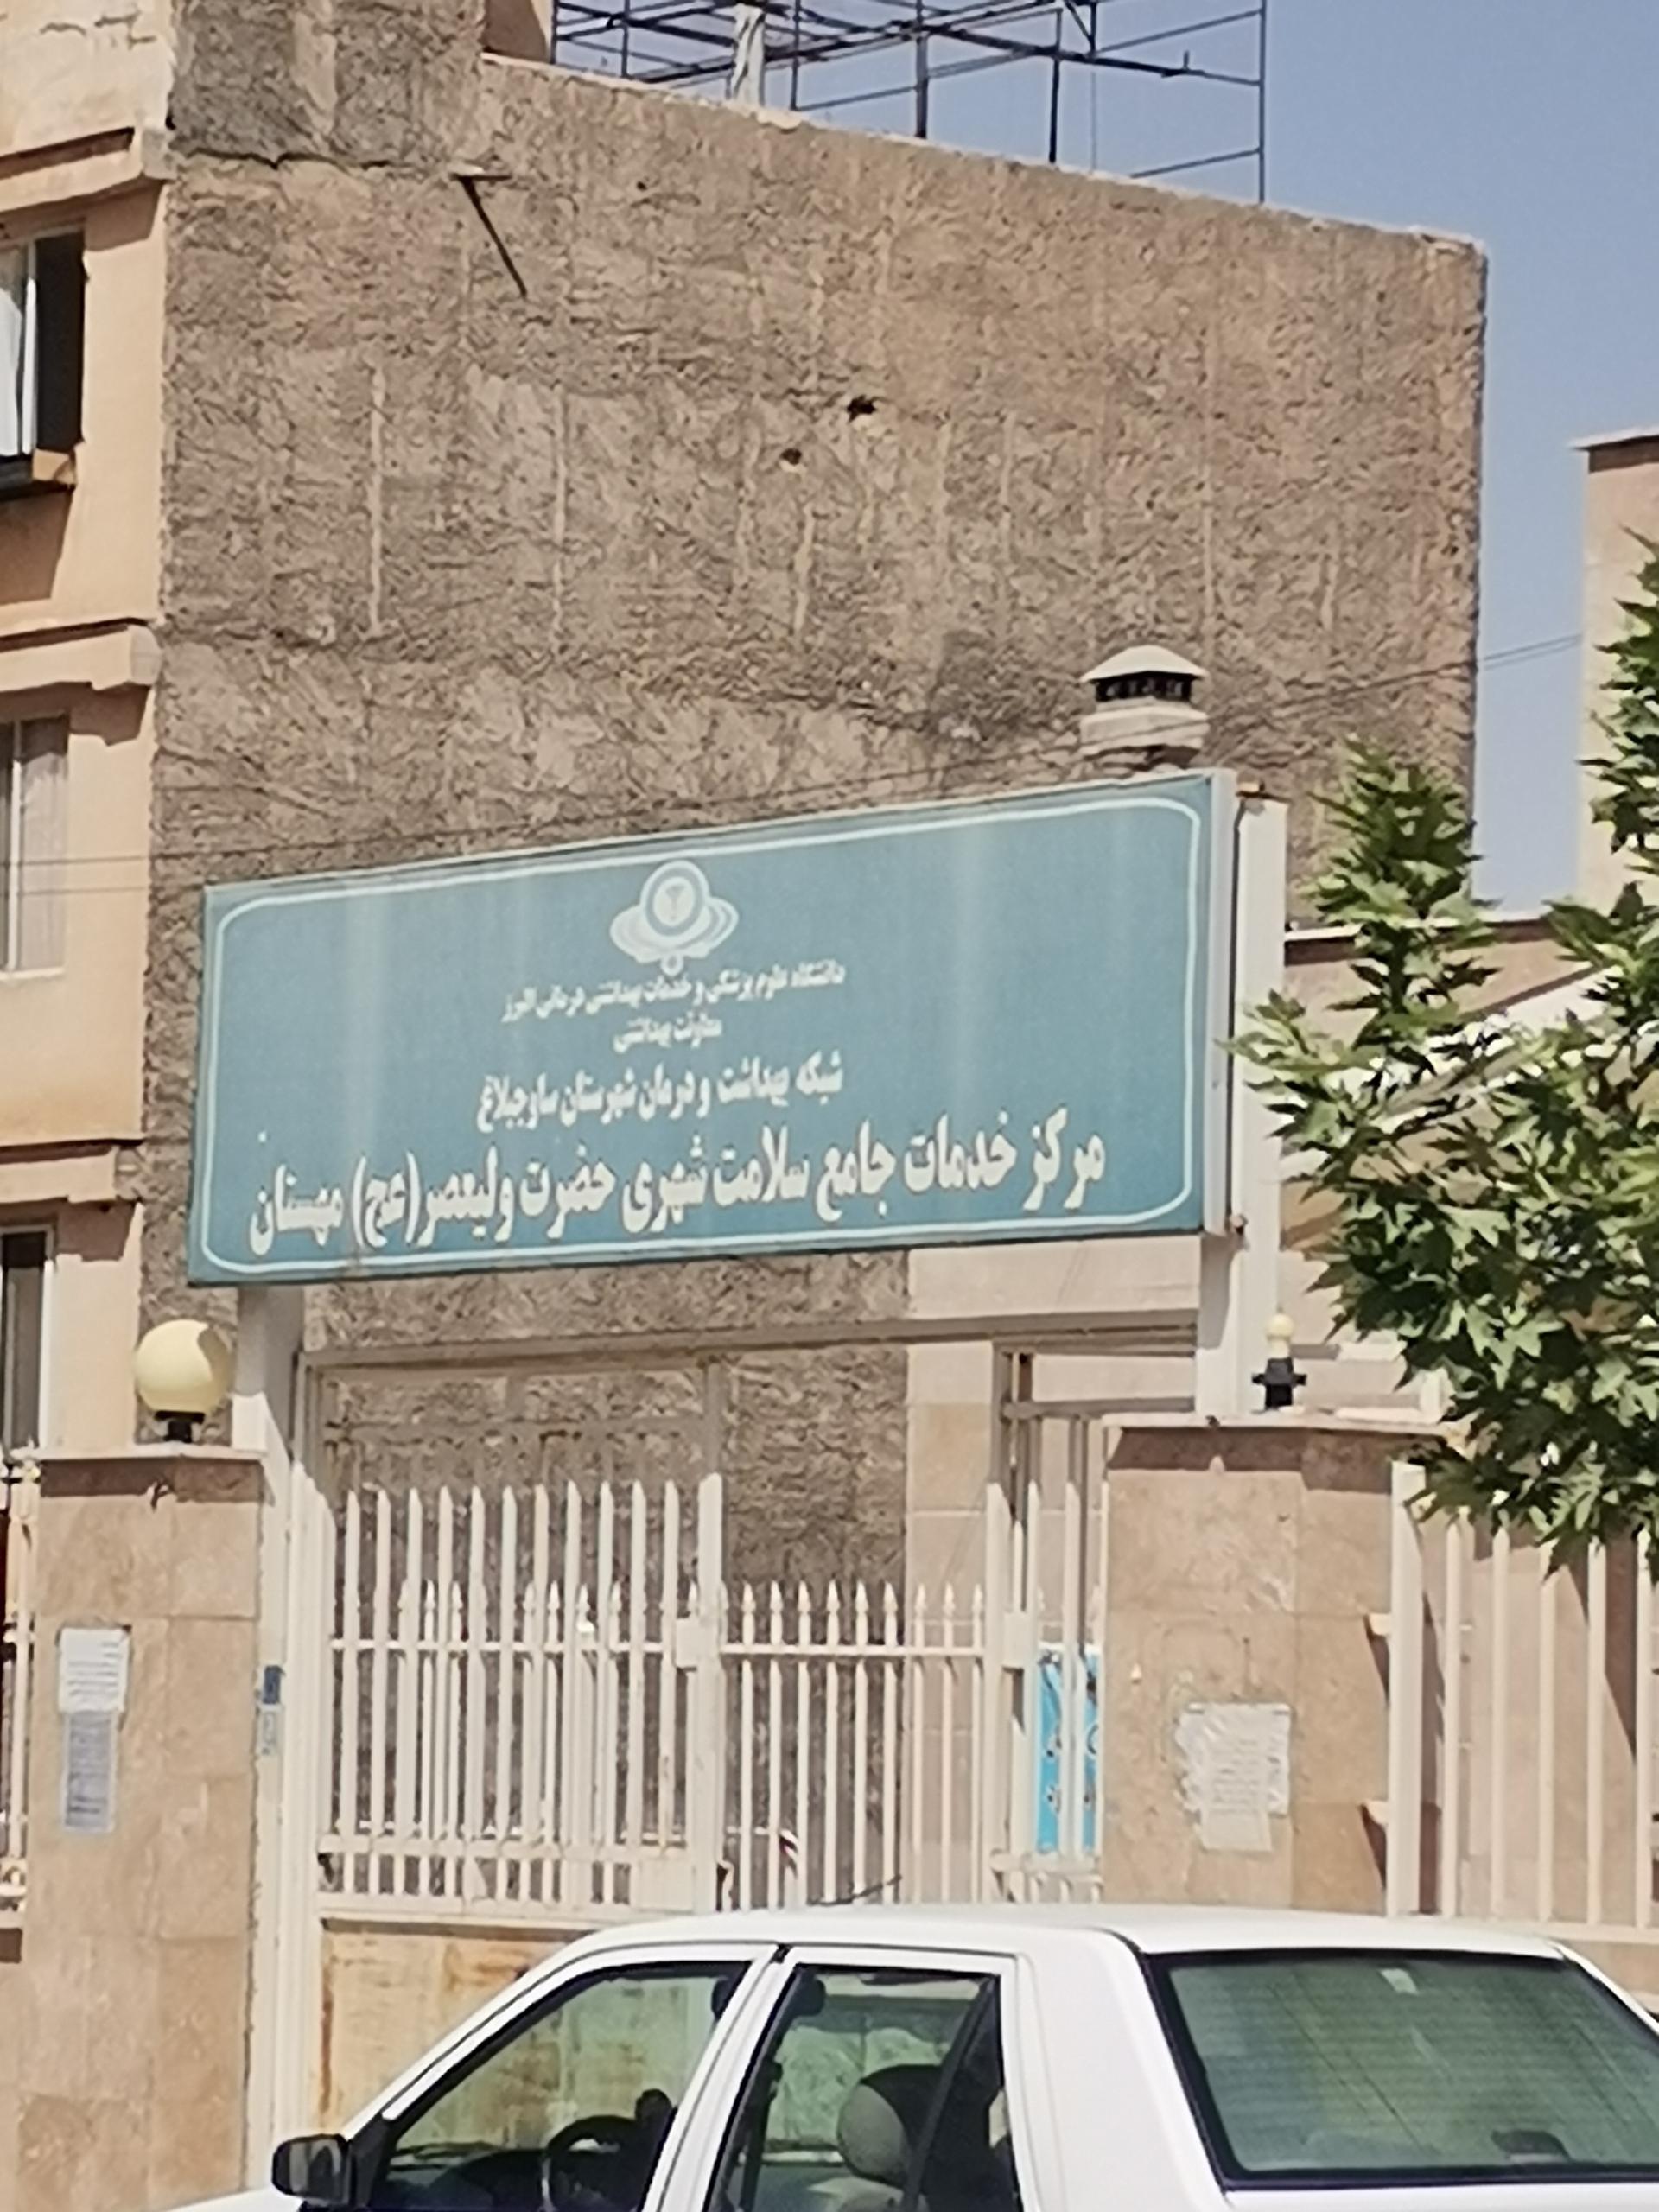 دانشگاه علوم پزشکی و خدمات بهداشتی درمانی البرز
معاونت بهداشتی
شبکه بهداشت و درمان شهرستان ساوجبلاغ
مرکز خدمات جامع سلامت شهری حضرت ولیعصر(عج) مهستان